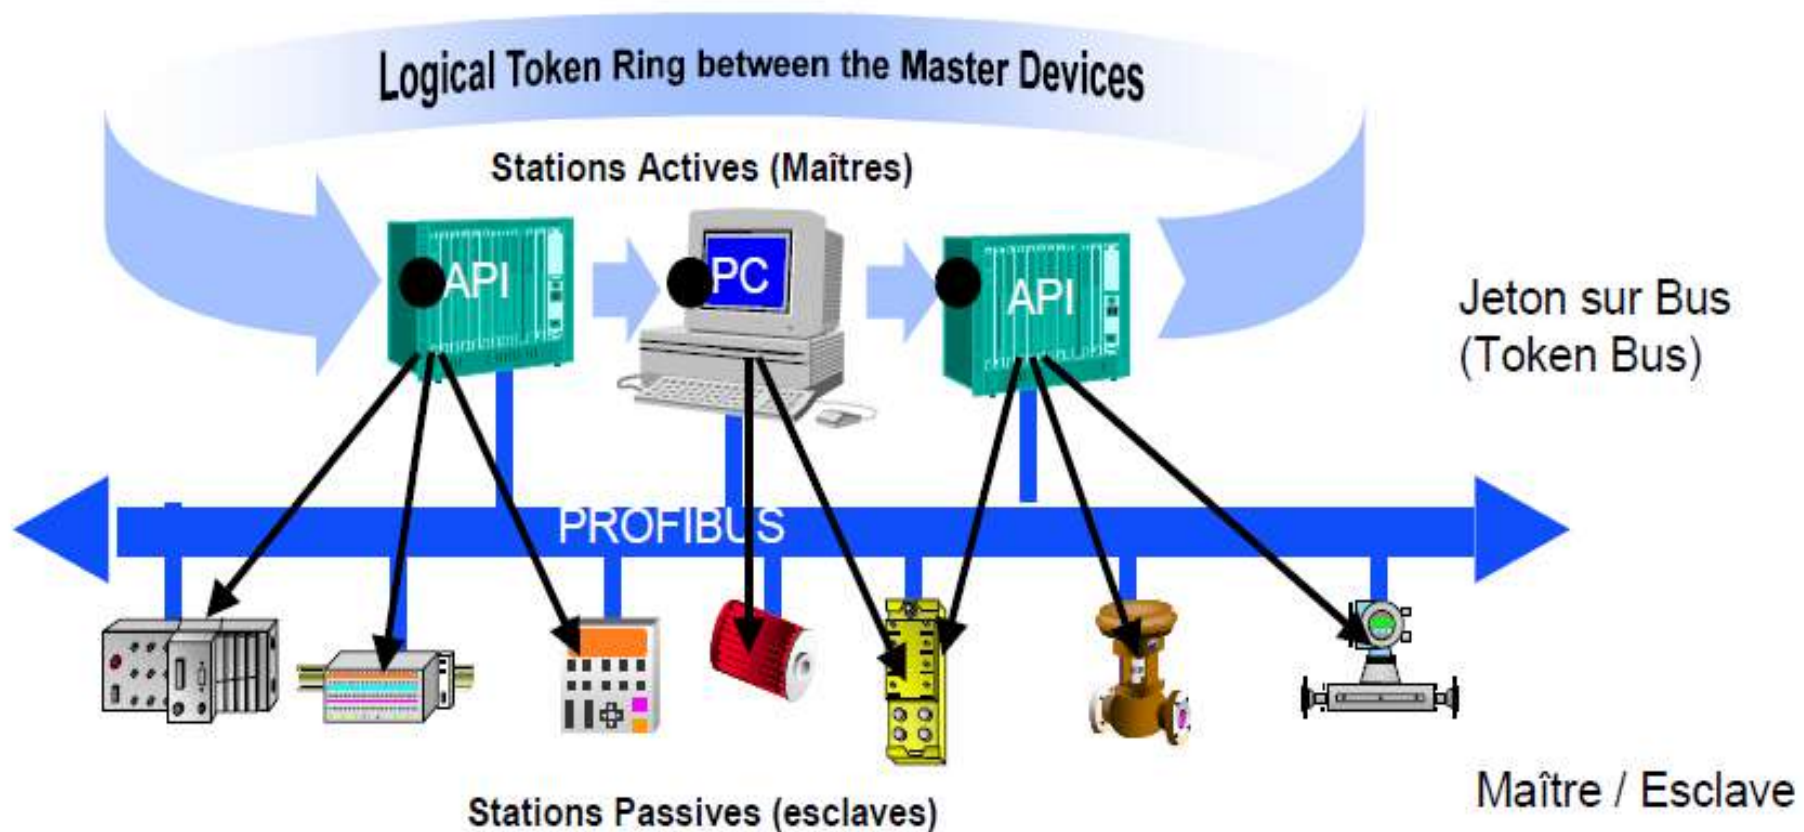 Logical Token Ring between the Master Devices
Stations Actives (Maîtres)
API
PC
API
Jeton sur Bus
(Token Bus)
PROFIBUS
Stations Passives (esclaves)
Maître / Esclave